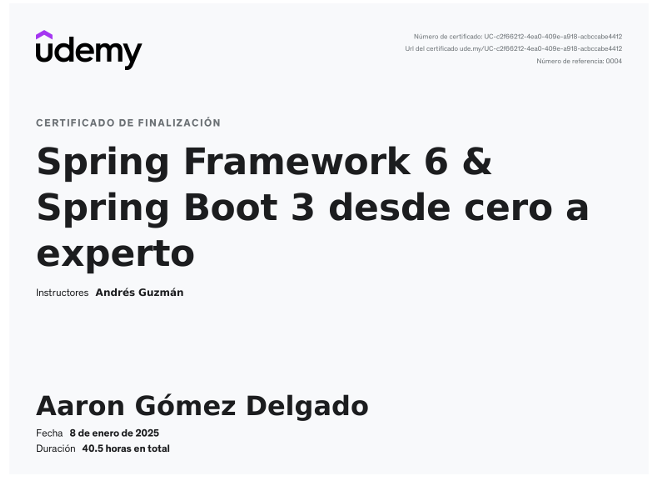 udemy
Número de certificado: UC-c2f66212-4ea0-409e-a918-acbccabe4412
Url del certificado ude.my/UC-c2f66212-4ea0-409e-a918-acbccabe4412
Número de referencia: 0004
CERTIFICADO DE FINALIZACIÓN
Spring Framework 6 &
Spring Boot 3 desde cero a
experto
Instructores Andrés Guzmán
Aaron Gómez Delgado
Fecha 8 de enero de 2025
Duración 40.5 horas en total